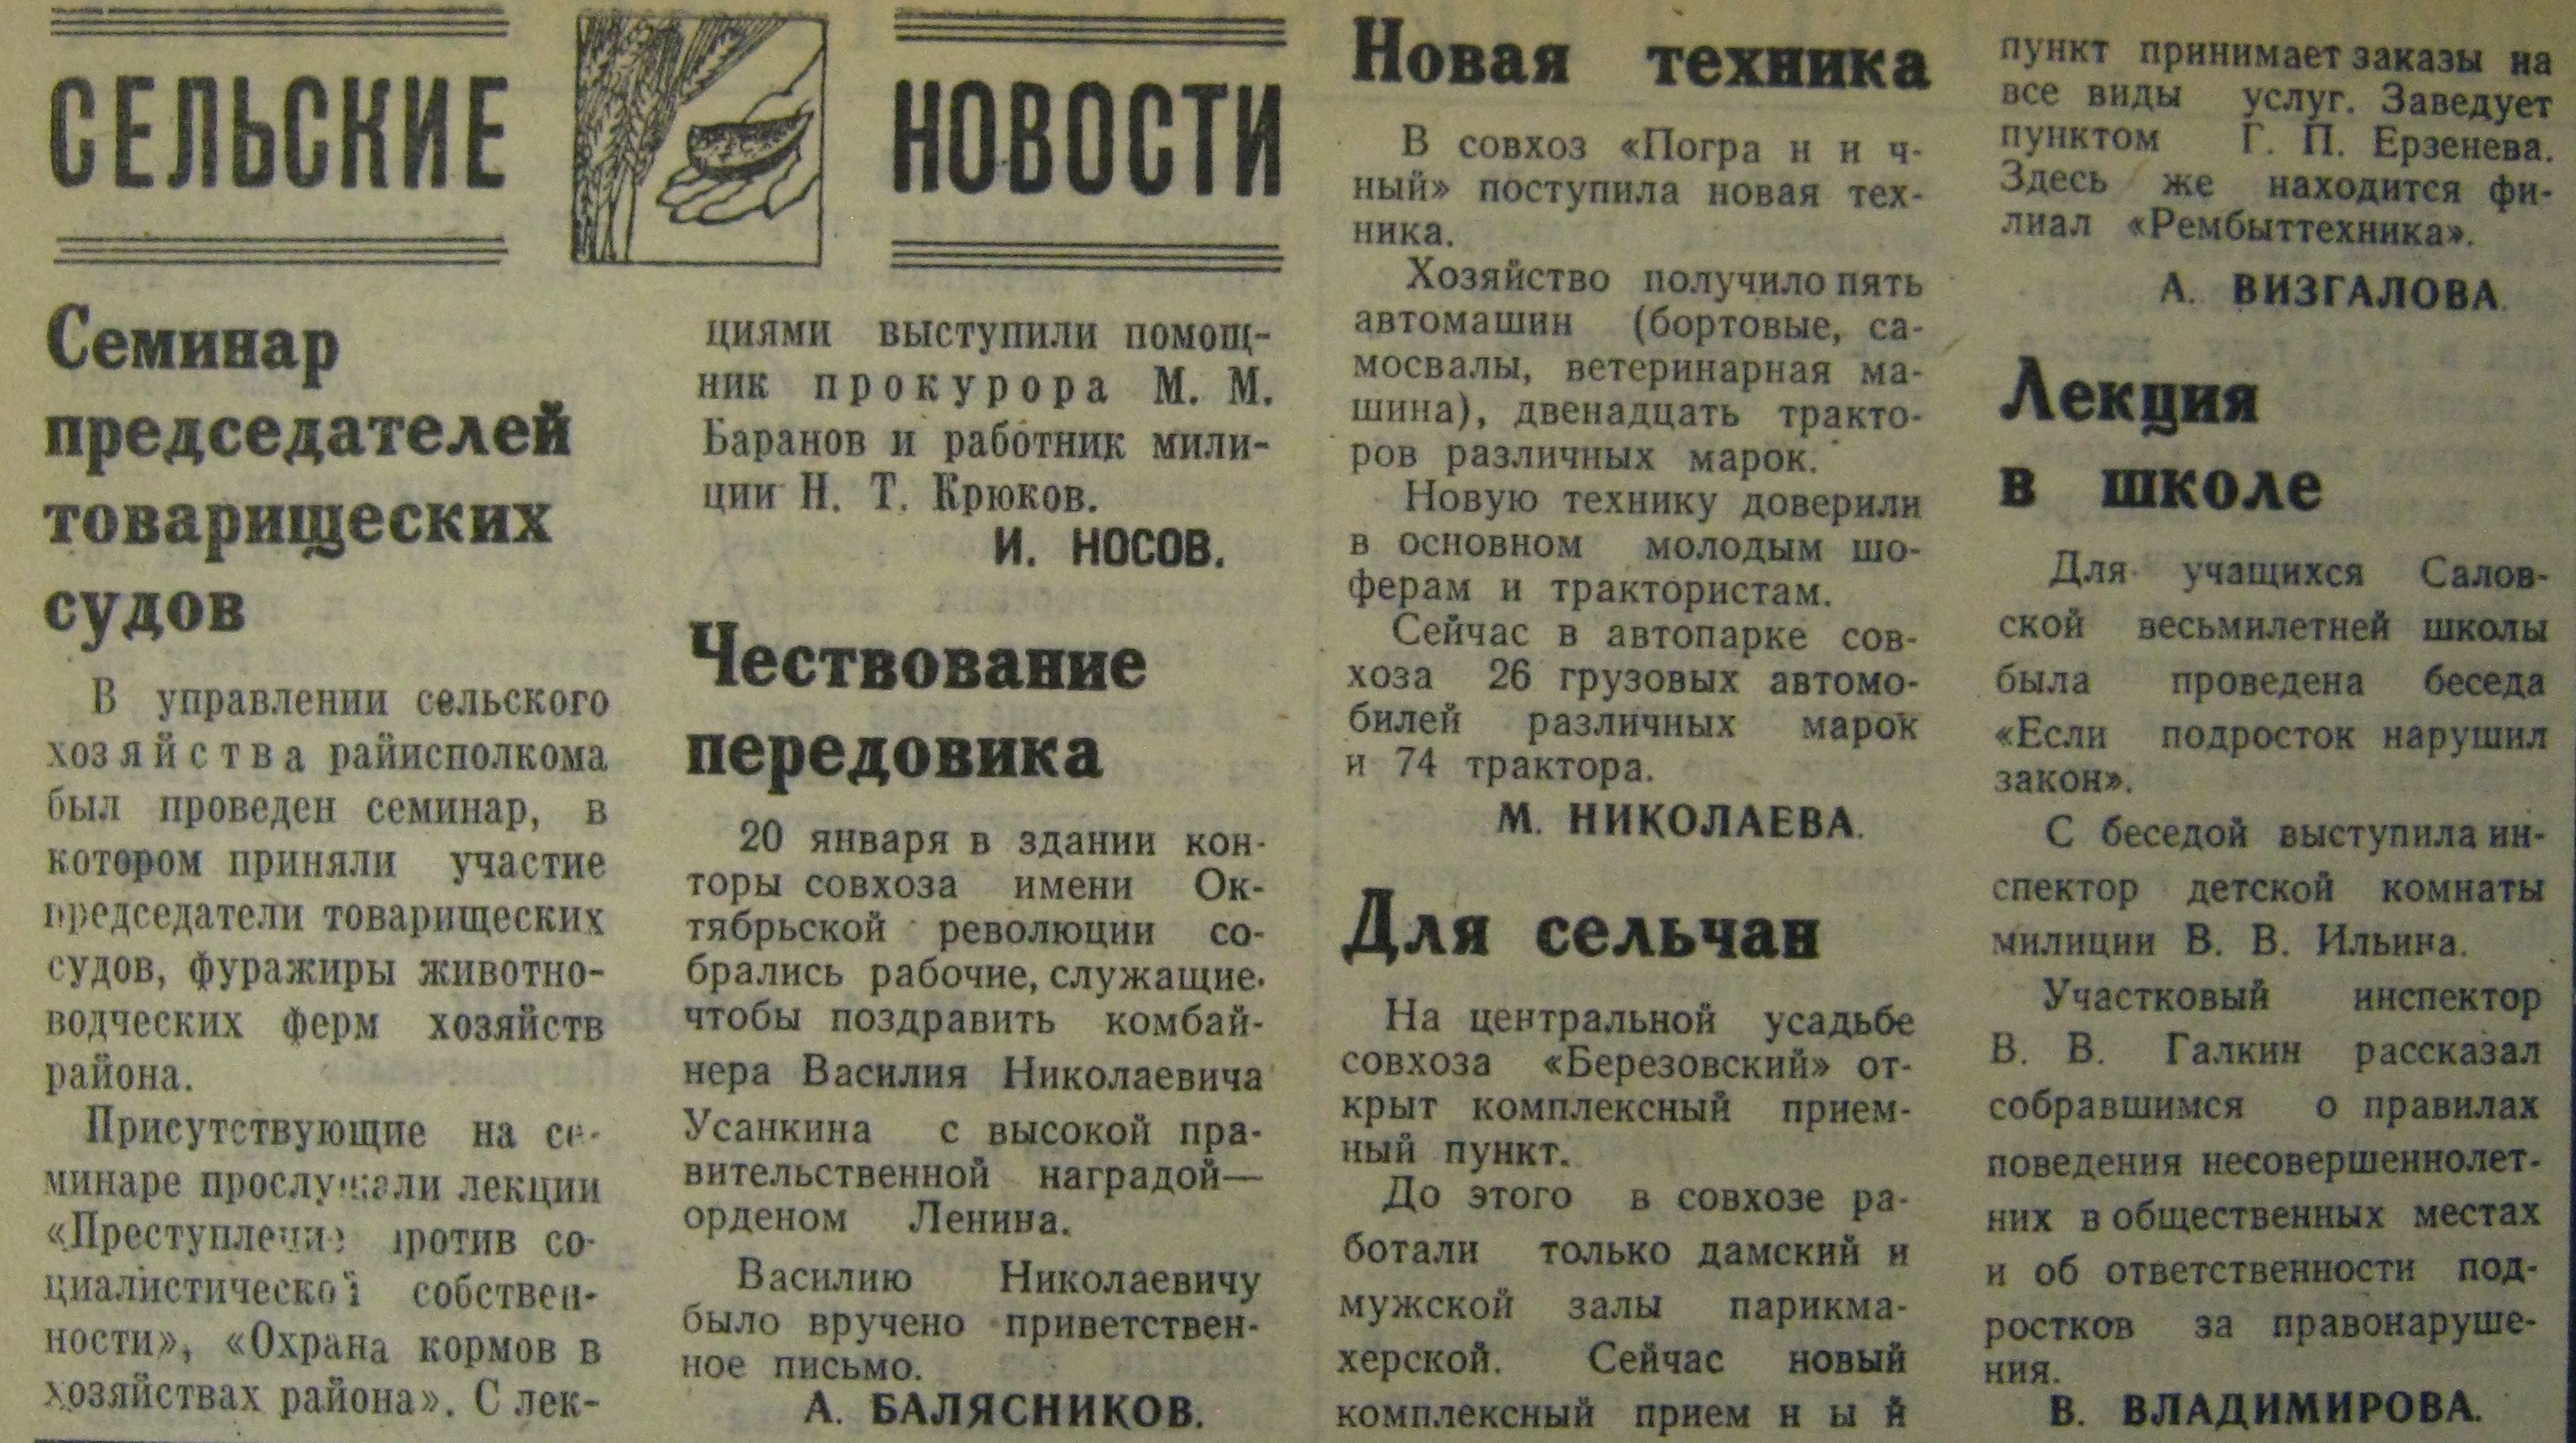 СЕЛЬСКИЕ НОВОСТИ
Семинар
председателей
товарищеских
судов
В управлении сельского
хозяйства райисполкома
был проведен семинар, в
котором приняли участие
председатели товарищеских
судов, фуражиры животно-
водческих ферм хозяйств
района.
Присутствующие на се-
минаре прослушали лекции
«Преступление против со-
циалистической собствен-
ности», «Охрана кормов в
хозяйствах района». С лек-
циями выступили помощ-
ник прокурора М. М.
Баранов и работник мили-
ции Н. Т. Крюков.
И. НОСОВ.
Чествование
передовика
20 января в здании кон-
торы совхоза имени Ок-
тябрьской революции со-
брались рабочие, служащие,
чтобы поздравить комбай-
нера Василия Николаевича
Усанкина с высокой пра-
вительственной наградой—
орденом Ленина.
Василию Николаевичу
было вручено приветствен-
ное письмо.
А. БАЛЯСНИКОВ.
Новая техника
В совхоз «Погранич-
ный» поступила новая тех-
ника.
Хозяйство получило пять
автомашин (бортовые, са-
мосвалы, ветеринарная ма-
шина), двенадцать тракто-
ров различных марок.
Новую технику доверили
в основном молодым шо-
ферам и трактористам.
Сейчас в автопарке сов-
хоза 26 грузовых автомо-
билей различных марок
и 74 трактора.
М. НИКОЛАЕВА.
Для сельчан
На центральной усадьбе
совхоза «Березовский» от-
крыт комплексный прием-
ный пункт.
До этого в совхозе ра-
ботали только дамский и
мужской залы парикма-
херской. Сейчас новый
комплексный приемный
пункт принимает заказы на
все виды услуг. Заведует
пунктом Г. П. Ерзенева.
Здесь же находится фи-
лиал «Рембыттехника».
А. ВИЗГАЛОВА.
Лекция
в школе
Для учащихся Салов-
ской весьмилетней школы
была проведена беседа
«Если подросток нарушил
закон».
С беседой выступила ин-
спектор детской комнаты
милиции В. В. Ильина.
Участковый инспектор
В. В. Галкин рассказал
собравшимся о правилах
поведения несовершеннолет-
них в общественных местах
и об ответственности под-
ростков за правонаруше-
ния.
В. ВЛАДИМИРОВА.